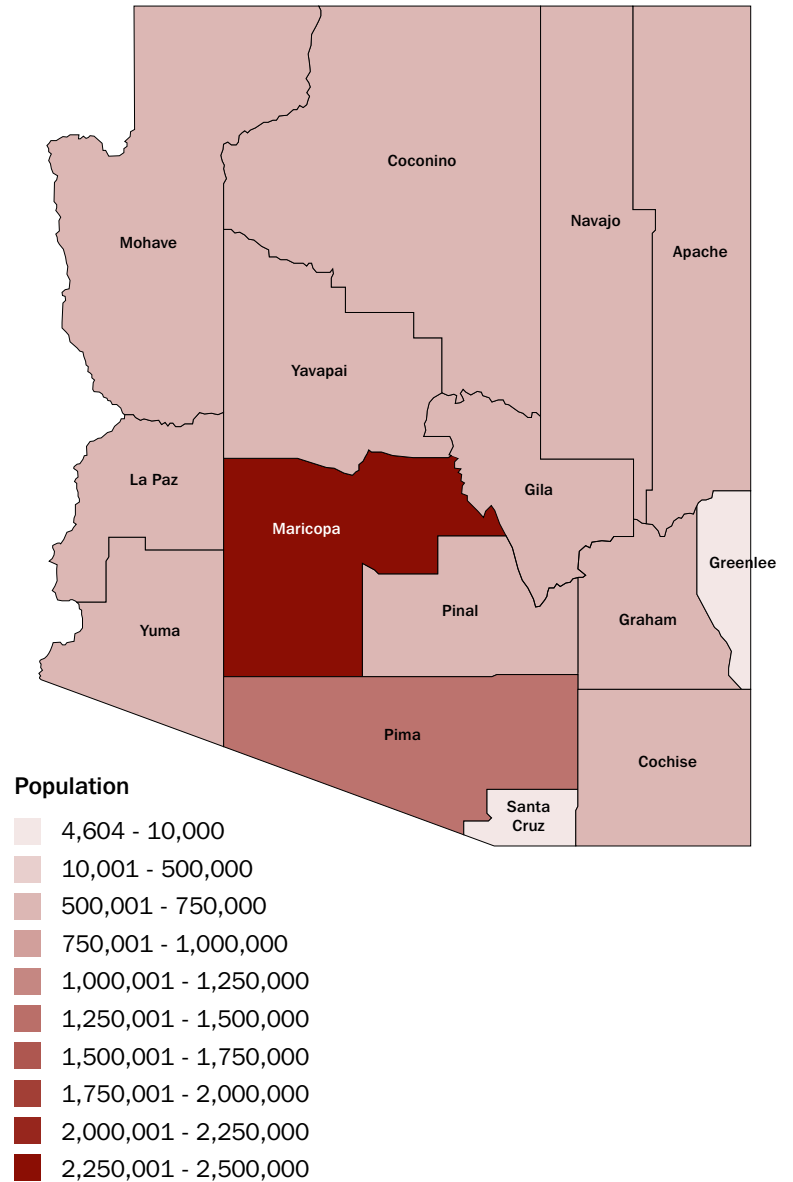 Coconino
Navajo
Mohave
Apache
Yavapai
La Paz
Gila
Maricopa
Greenlee
Pinal
Graham
Yuma
Pima
Cochise
Santa
Cruz
Population
4,604 - 10,000
10,001 - 500,000
500,001 - 750,000
750,001 - 1,000,000
1,000,001 - 1,250,000
1,250,001 - 1,500,000
1,500,001 - 1,750,000
1,750,001 - 2,000,000
2,000,001 - 2,250,000
2,250,001 - 2,500,000